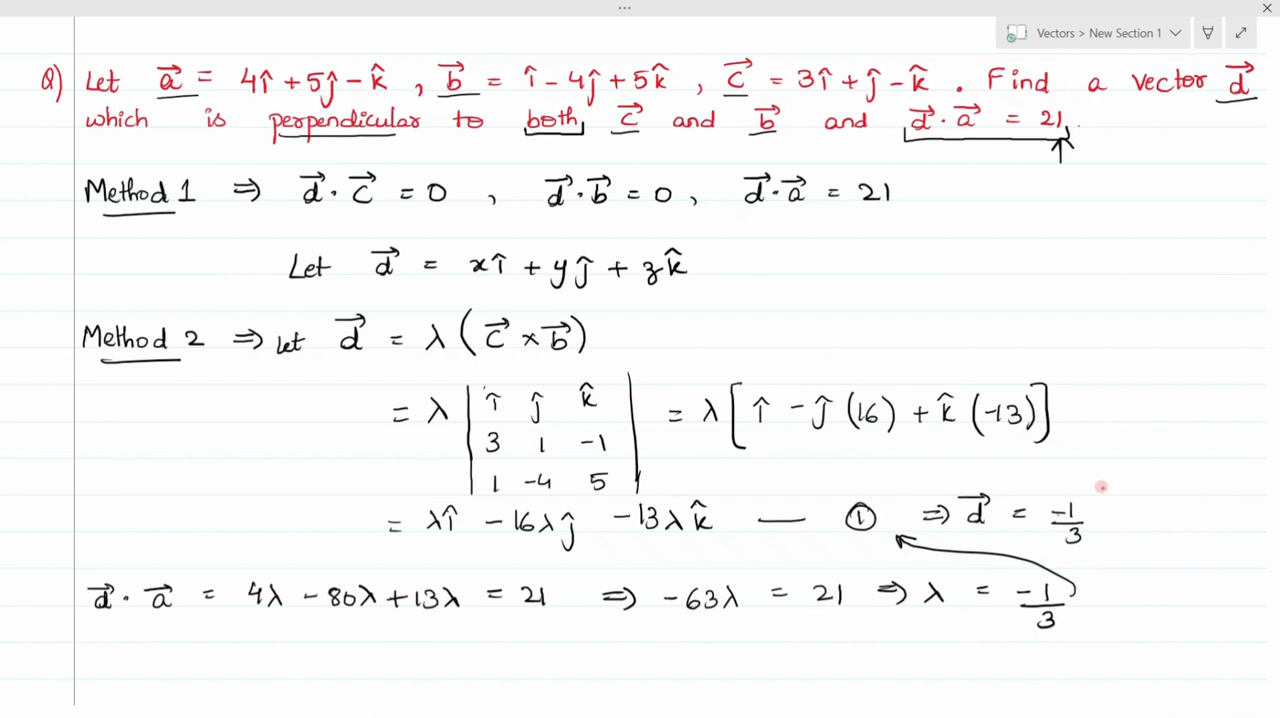 Vectors > New Section 1
Q) Let a⃗ = 4î + 5ĵ − k̂ , b⃗ = î − 4ĵ + 5k̂ , c⃗ = 3î + ĵ − k̂ . Find a vector d⃗
which is perpendicular to both c⃗ and b⃗ and d⃗ . a⃗ = 21 .
Method 1 ⇒ d⃗ . c⃗ = 0 , d⃗ . b⃗ = 0 , d⃗ . a⃗ = 21
Let d⃗ = xî + yĵ + zk̂
Method 2 ⇒ let d⃗ = λ ( c⃗ × b⃗ )
= λ | î ĵ k̂ | = λ [ î − ĵ (16) + k̂ (−13) ]
3 1 −1
1 −4 5
= λî − 16λĵ − 13λk̂ — ① ⇒ d⃗ = −1/3
d⃗ . a⃗ = 4λ − 80λ + 13λ = 21 ⇒ −63λ = 21 ⇒ λ = −1/3